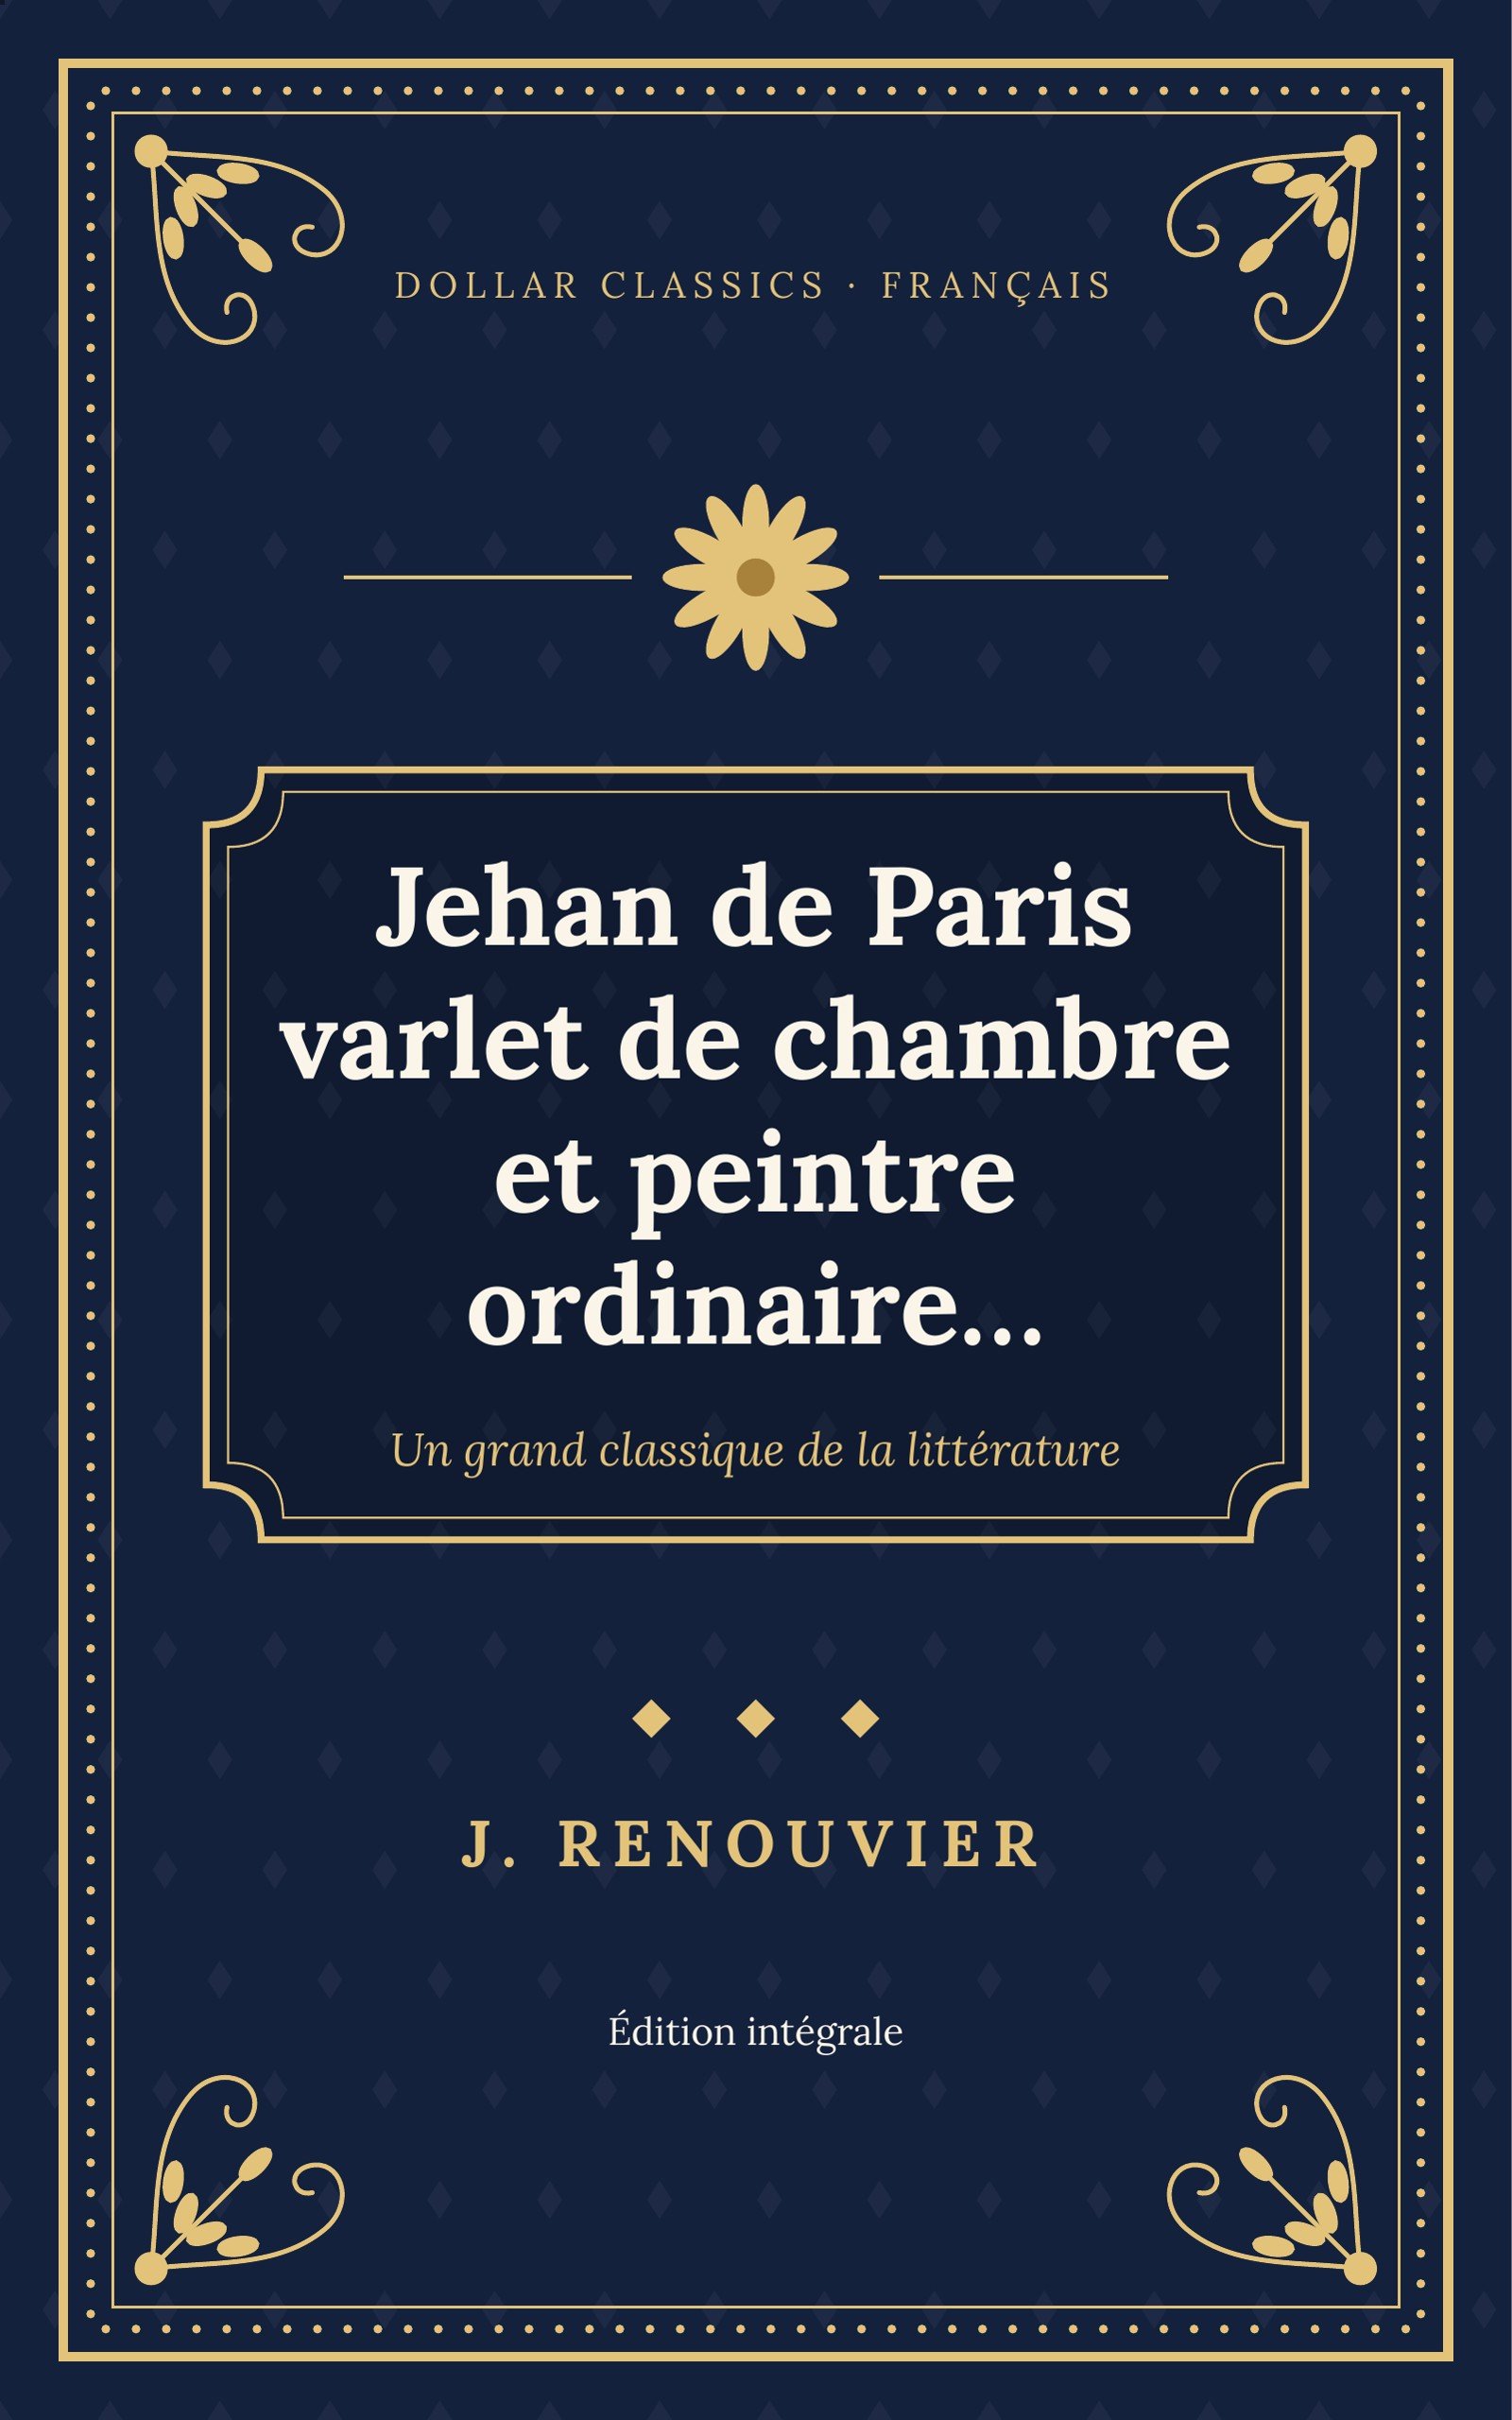 DOLLAR CLASSICS · FRANÇAIS
Jehan de Paris
varlet de chambre
et peintre
ordinaire...
Un grand classique de la littérature
J. RENOUVIER
Édition intégrale